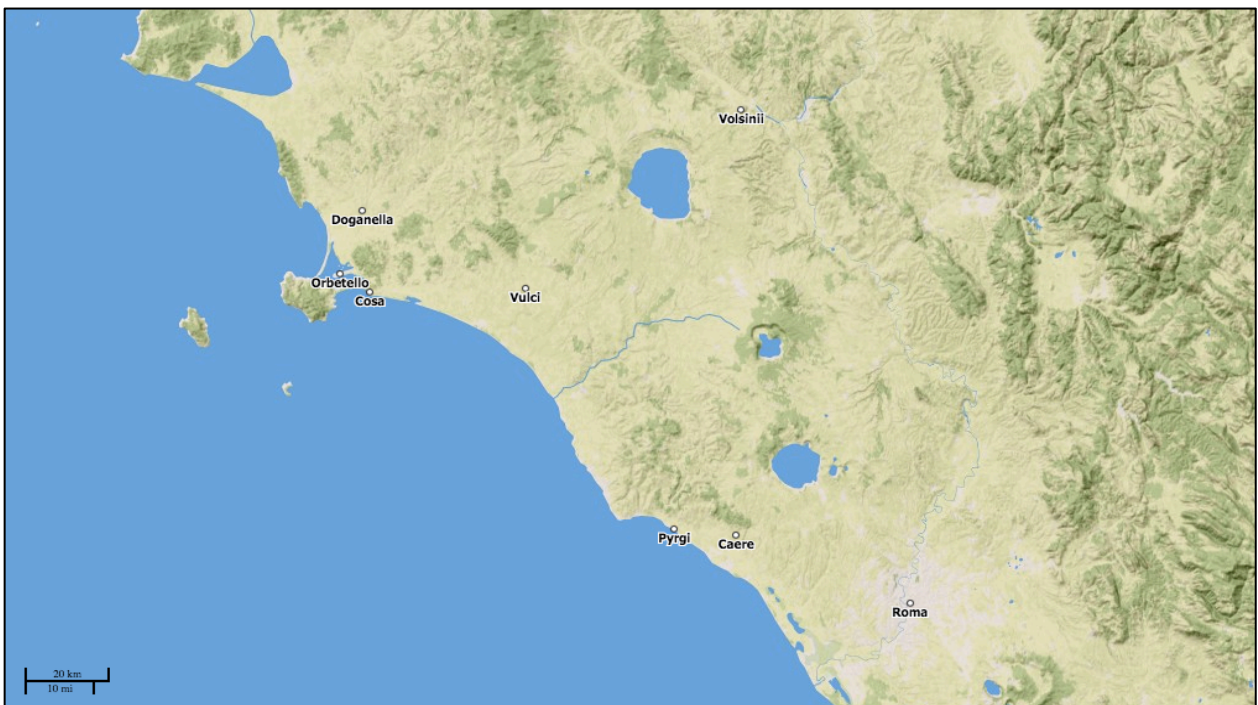 Volsinii
Doganella
Orbetello
Cosa
Vulci
Pyrgi
Caere
Roma
20 km
10 mi